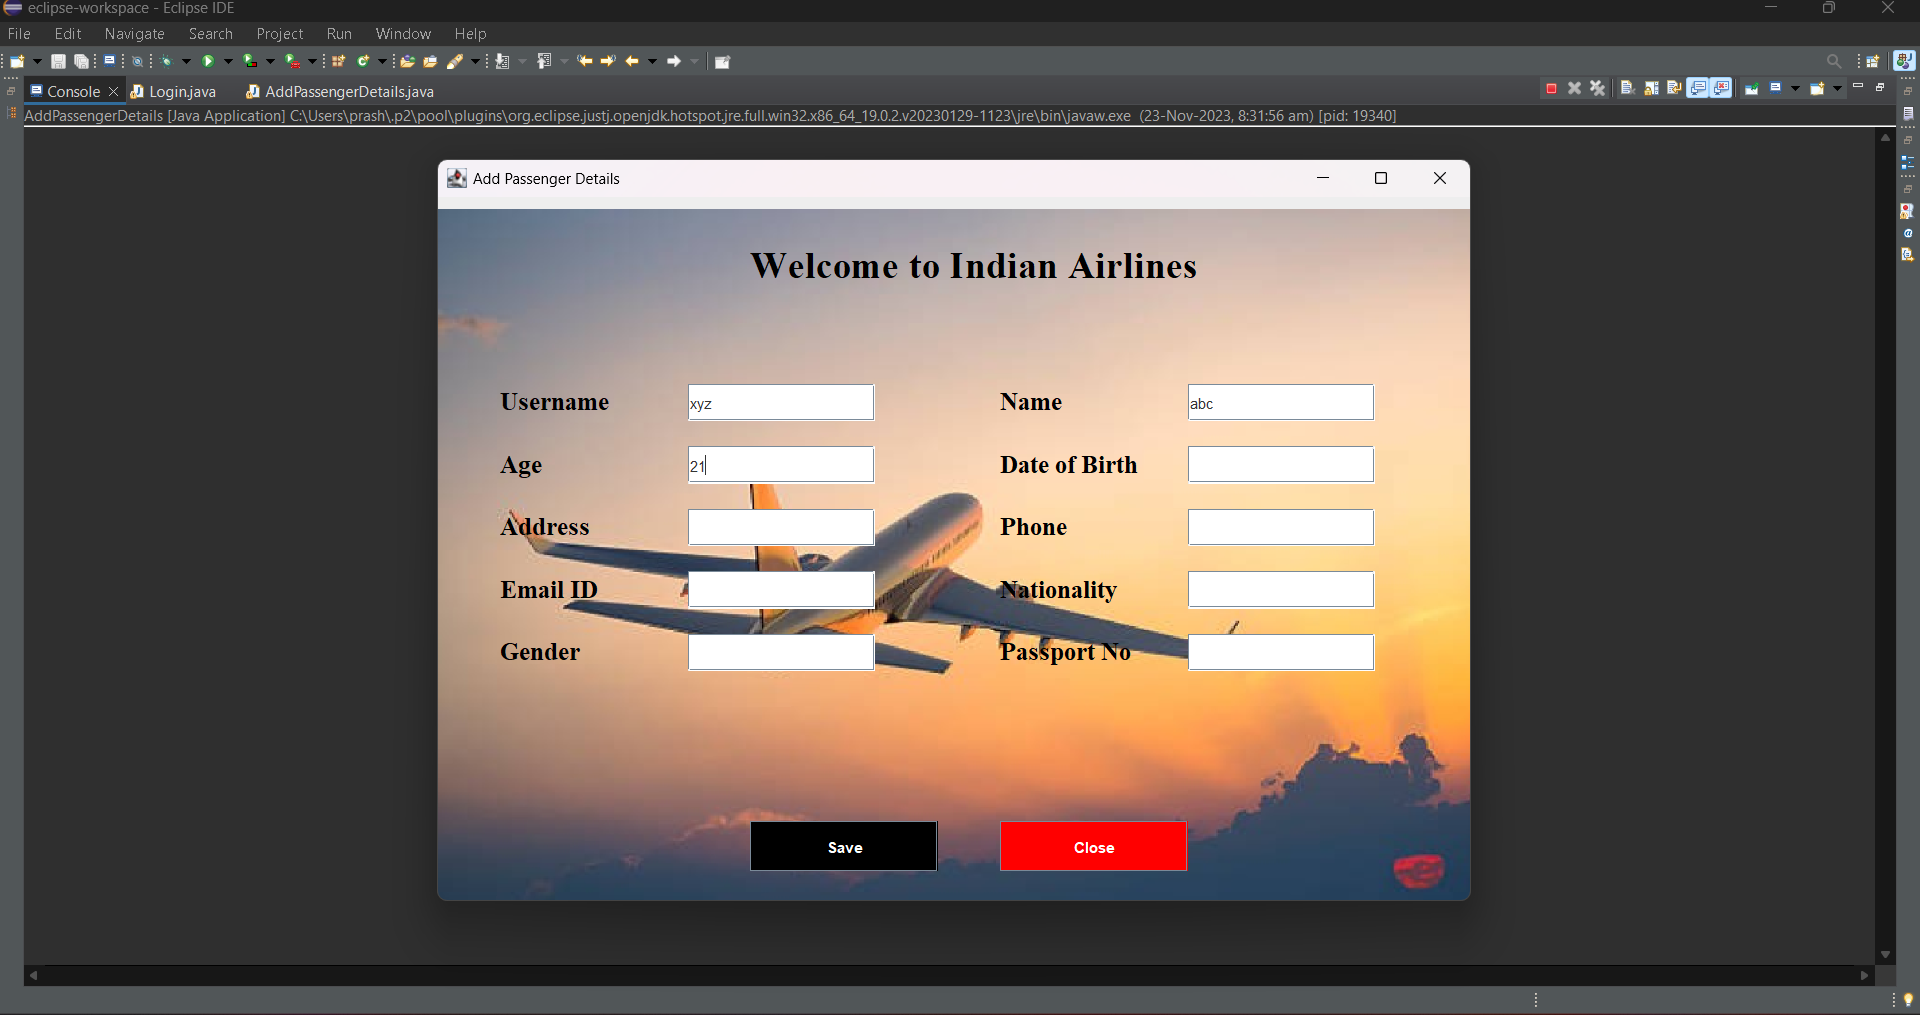 eclipse-workspace - Eclipse IDE
File Edit Navigate Search Project Run Window Help
Console Login.java AddPassengerDetails.java
AddPassengerDetails [Java Application] C:\Users\prash\.p2\pool\plugins\org.eclipse.justj.openjdk.hotspot.jre.full.win32.x86_64_19.0.2.v20230129-1123\jre\bin\javaw.exe (23-Nov-2023, 8:31:56 am) [pid: 19340]
Add Passenger Details
Welcome to Indian Airlines
Username xyz Name abc
Age 21 Date of Birth
Address Phone
Email ID Nationality
Gender Passport No
Save Close